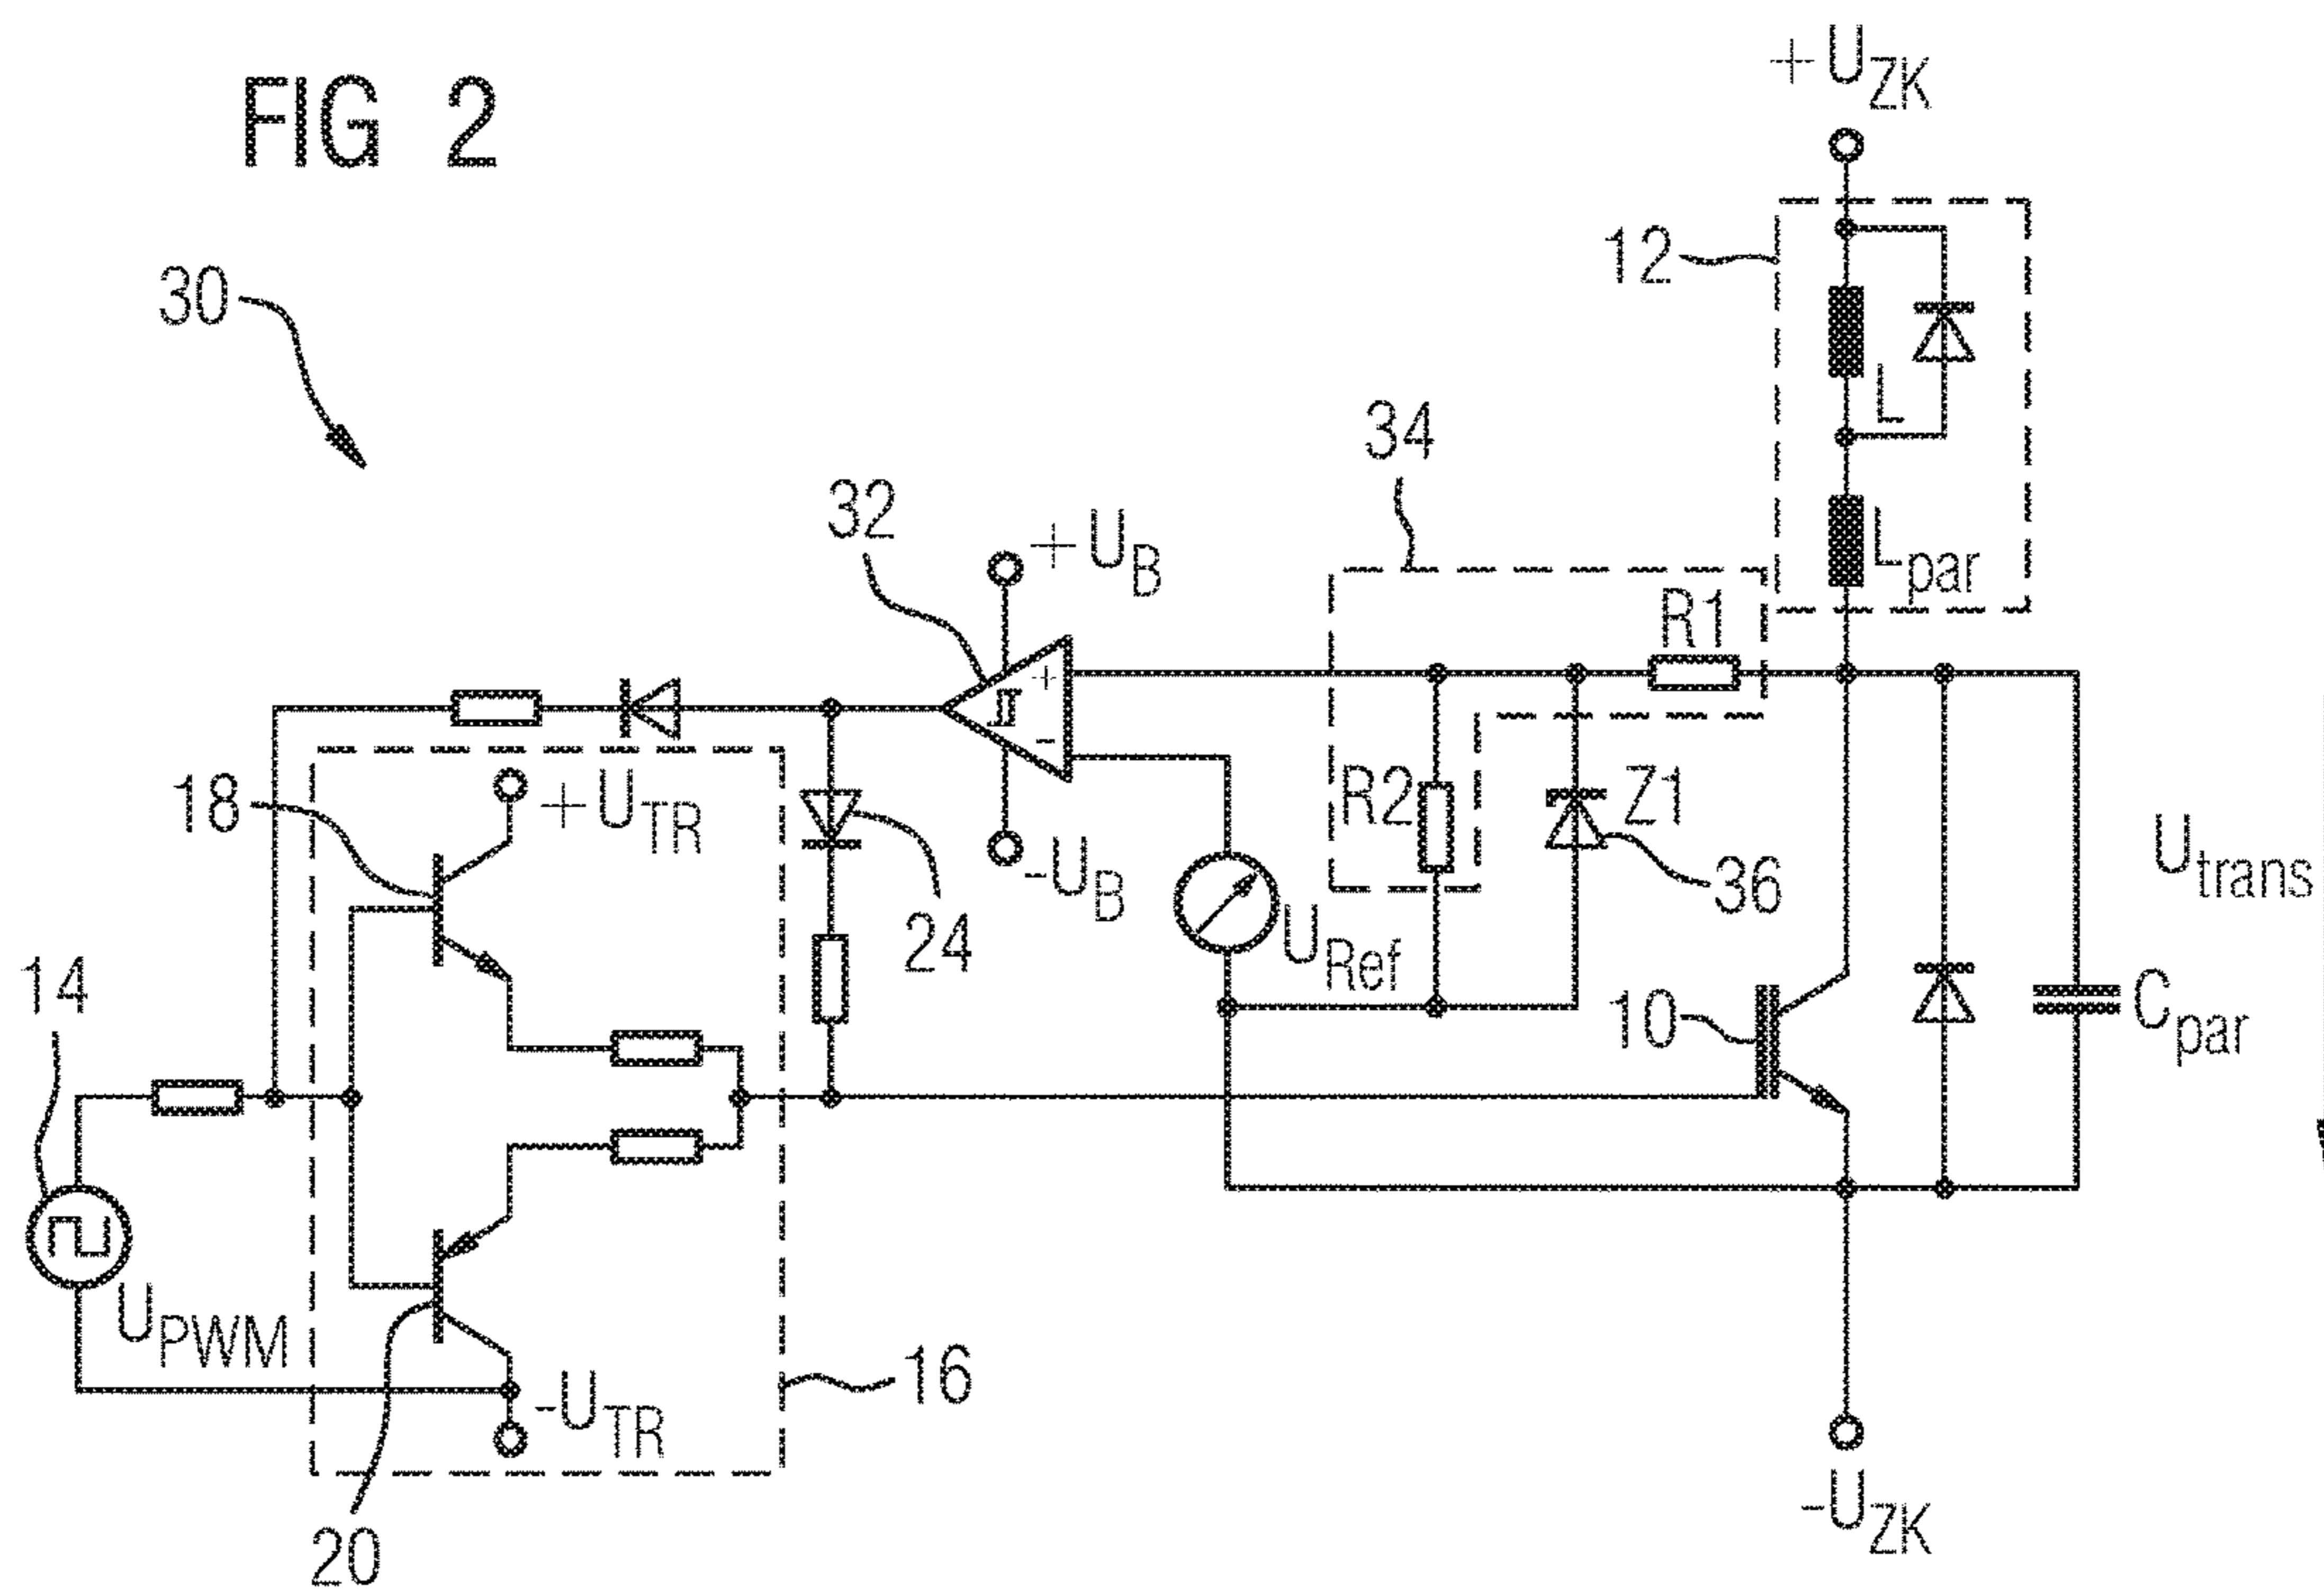 FIG 2
+U_ZK
12
30
L
34
32
+U_B
L_par
R1
+
-
18
+U_TR
R2
Z1
-U_B
36
U_trans
24
U_Ref
14
10
C_par
U_PWM
16
-U_TR
-U_ZK
20